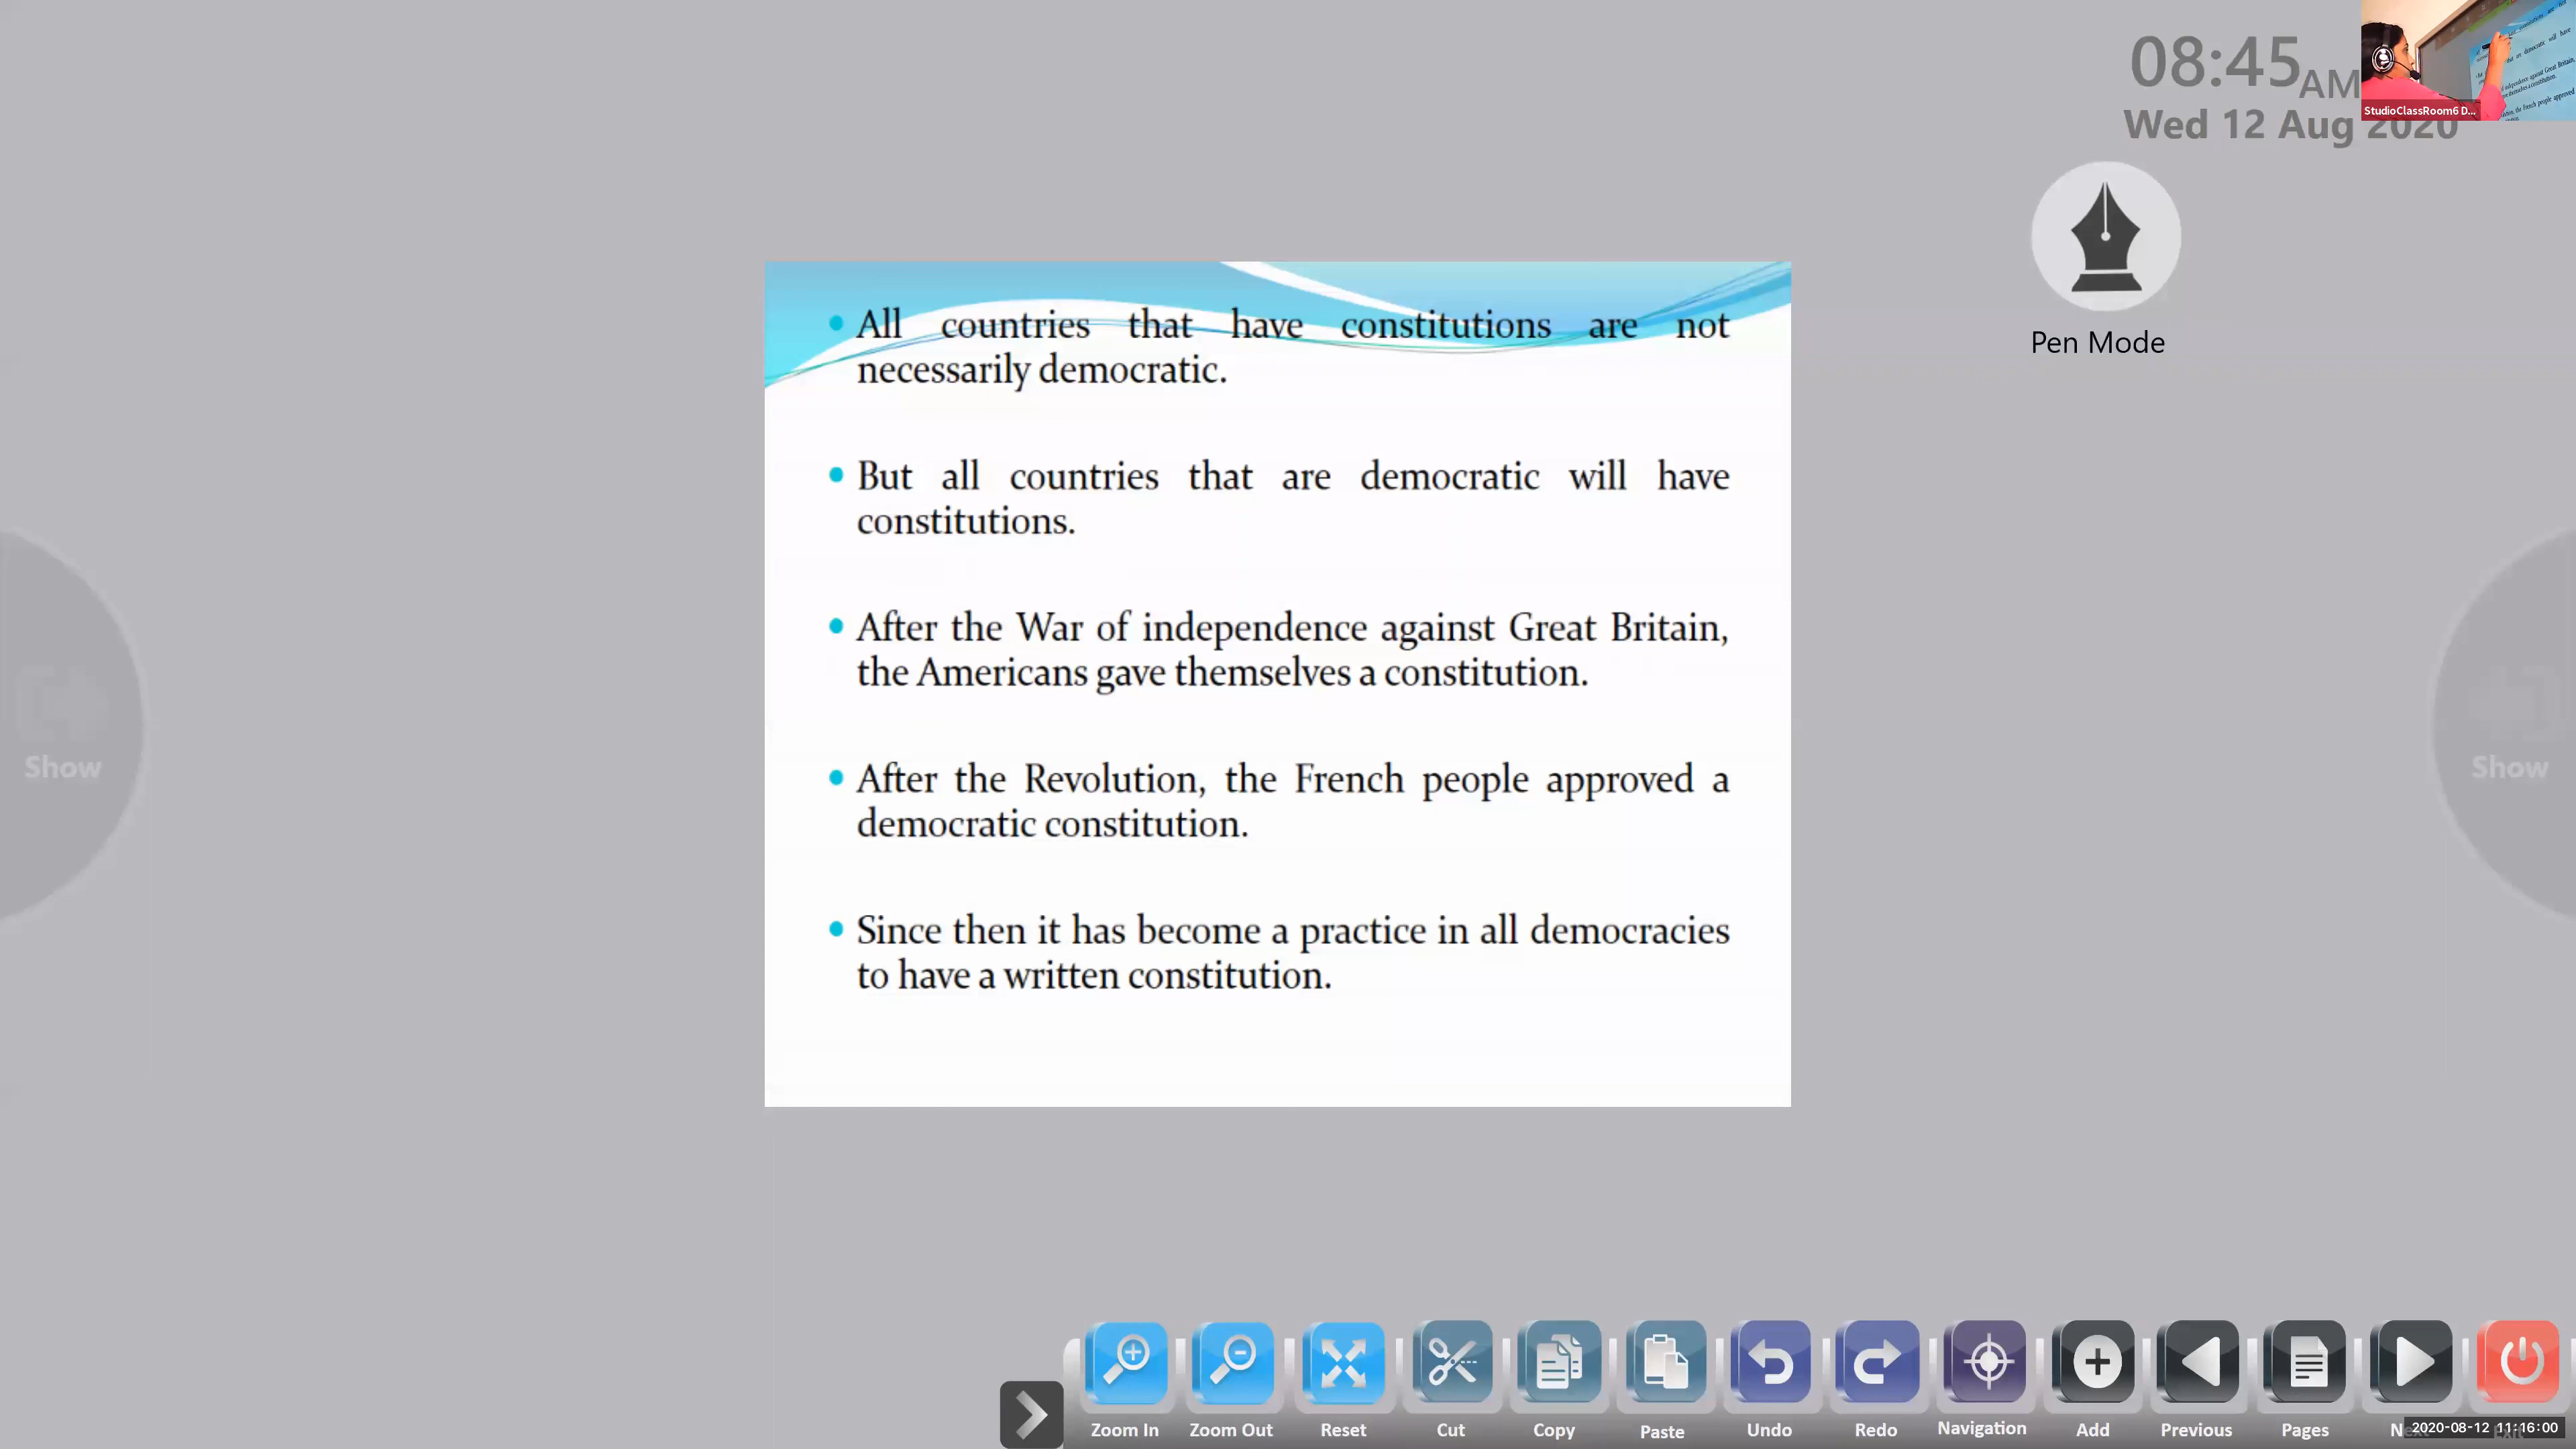 08:45 AM
Wed 12 Aug 2020
StudioClassRoom6 D...
Pen Mode
• All countries that have constitutions are not
necessarily democratic.
• But all countries that are democratic will have
constitutions.
• After the War of independence against Great Britain,
the Americans gave themselves a constitution.
• After the Revolution, the French people approved a
democratic constitution.
• Since then it has become a practice in all democracies
to have a written constitution.
Show
Show
Zoom In Zoom Out Reset Cut Copy Paste Undo Redo Navigation Add Previous Pages
2020-08-12 11:16:00